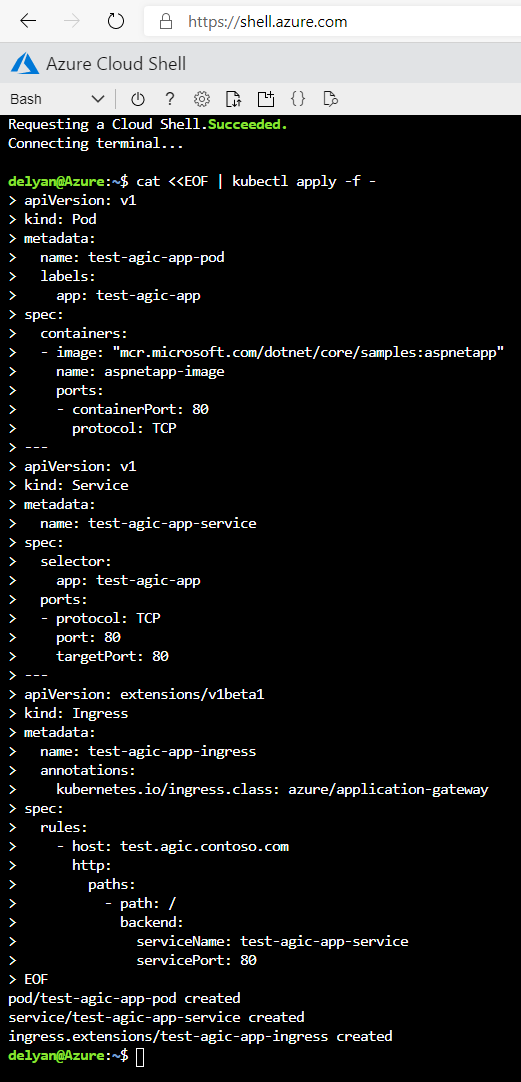 https://shell.azure.com
Azure Cloud Shell
Bash
Requesting a Cloud Shell.Succeeded.
Connecting terminal...
delyan@Azure:~$ cat <<EOF | kubectl apply -f -
> apiVersion: v1
> kind: Pod
> metadata:
>   name: test-agic-app-pod
>   labels:
>     app: test-agic-app
> spec:
>   containers:
>   - image: "mcr.microsoft.com/dotnet/core/samples:aspnetapp"
>     name: aspnetapp-image
>     ports:
>     - containerPort: 80
>       protocol: TCP
> ---
> apiVersion: v1
> kind: Service
> metadata:
>   name: test-agic-app-service
> spec:
>   selector:
>     app: test-agic-app
>   ports:
>   - protocol: TCP
>     port: 80
>     targetPort: 80
> ---
> apiVersion: extensions/v1beta1
> kind: Ingress
> metadata:
>   name: test-agic-app-ingress
>   annotations:
>     kubernetes.io/ingress.class: azure/application-gateway
> spec:
>   rules:
>     - host: test.agic.contoso.com
>       http:
>         paths:
>           - path: /
>             backend:
>               serviceName: test-agic-app-service
>               servicePort: 80
> EOF
pod/test-agic-app-pod created
service/test-agic-app-service created
ingress.extensions/test-agic-app-ingress created
delyan@Azure:~$